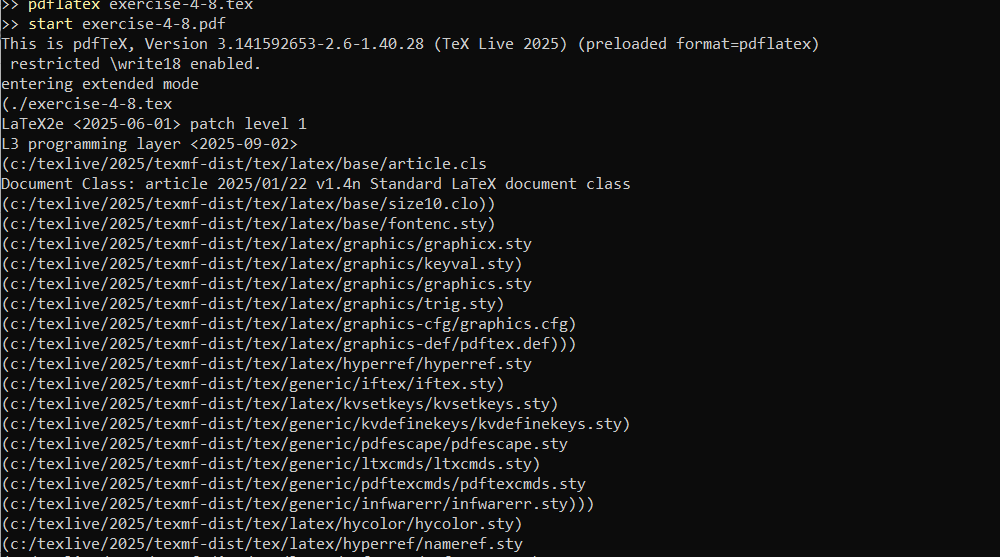 >> pdflatex exercise-4-8.tex
>> start exercise-4-8.pdf
This is pdfTeX, Version 3.141592653-2.6-1.40.28 (TeX Live 2025) (preloaded format=pdflatex)
 restricted \write18 enabled.
entering extended mode
(./exercise-4-8.tex
LaTeX2e <2025-06-01> patch level 1
L3 programming layer <2025-09-02>
(c:/texlive/2025/texmf-dist/tex/latex/base/article.cls
Document Class: article 2025/01/22 v1.4n Standard LaTeX document class
(c:/texlive/2025/texmf-dist/tex/latex/base/size10.clo))
(c:/texlive/2025/texmf-dist/tex/latex/base/fontenc.sty)
(c:/texlive/2025/texmf-dist/tex/latex/graphics/graphicx.sty
(c:/texlive/2025/texmf-dist/tex/latex/graphics/keyval.sty)
(c:/texlive/2025/texmf-dist/tex/latex/graphics/graphics.sty
(c:/texlive/2025/texmf-dist/tex/latex/graphics/trig.sty)
(c:/texlive/2025/texmf-dist/tex/latex/graphics-cfg/graphics.cfg)
(c:/texlive/2025/texmf-dist/tex/latex/graphics-def/pdftex.def)))
(c:/texlive/2025/texmf-dist/tex/latex/hyperref/hyperref.sty
(c:/texlive/2025/texmf-dist/tex/generic/iftex/iftex.sty)
(c:/texlive/2025/texmf-dist/tex/latex/kvsetkeys/kvsetkeys.sty)
(c:/texlive/2025/texmf-dist/tex/generic/kvdefinekeys/kvdefinekeys.sty)
(c:/texlive/2025/texmf-dist/tex/generic/pdfescape/pdfescape.sty
(c:/texlive/2025/texmf-dist/tex/generic/ltxcmds/ltxcmds.sty)
(c:/texlive/2025/texmf-dist/tex/generic/pdftexcmds/pdftexcmds.sty
(c:/texlive/2025/texmf-dist/tex/generic/infwarerr/infwarerr.sty)))
(c:/texlive/2025/texmf-dist/tex/latex/hycolor/hycolor.sty)
(c:/texlive/2025/texmf-dist/tex/latex/hyperref/nameref.sty